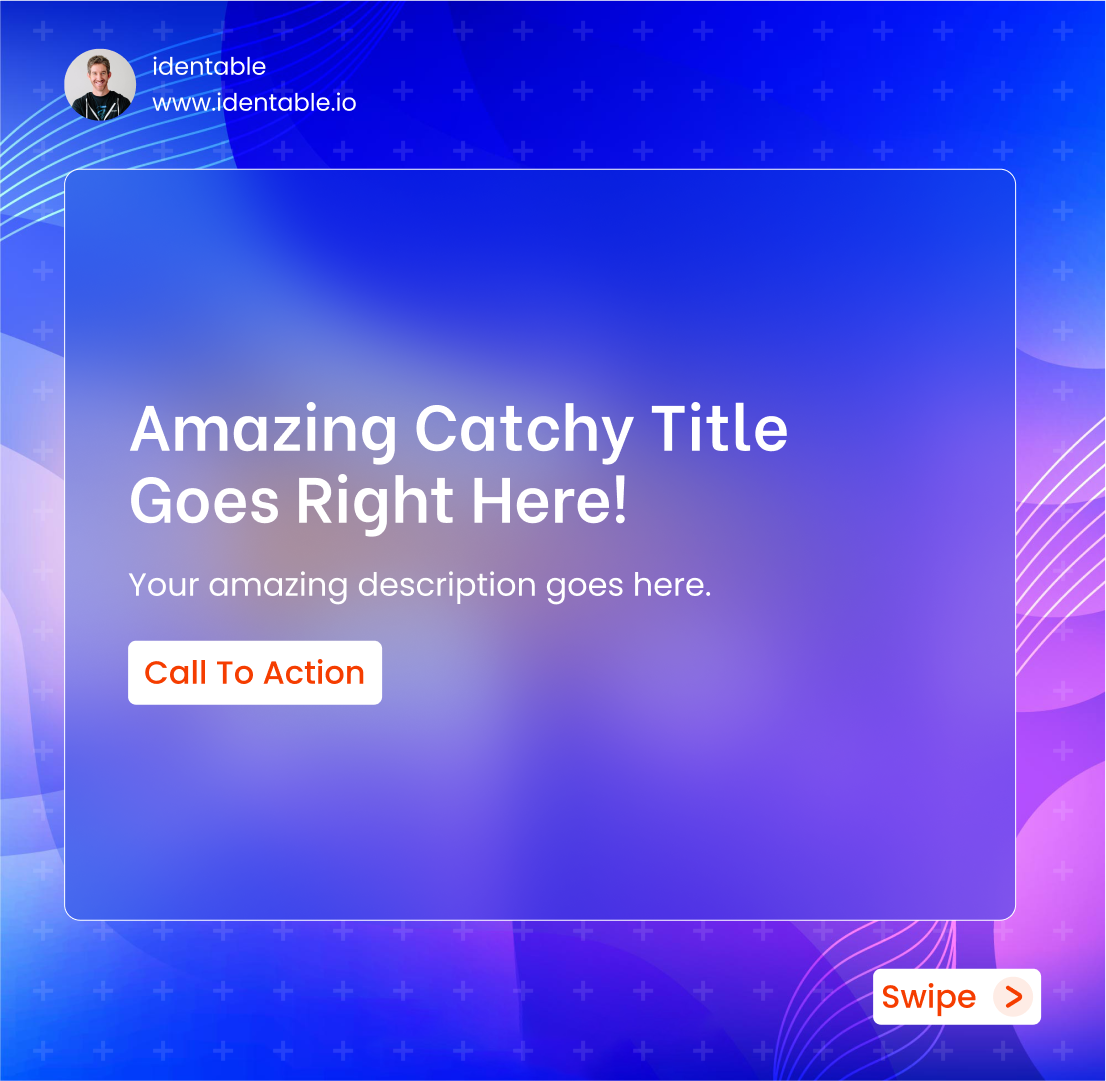 identable
www.identable.io
Amazing Catchy Title
Goes Right Here!
Your amazing description goes here.
Call To Action
Swipe